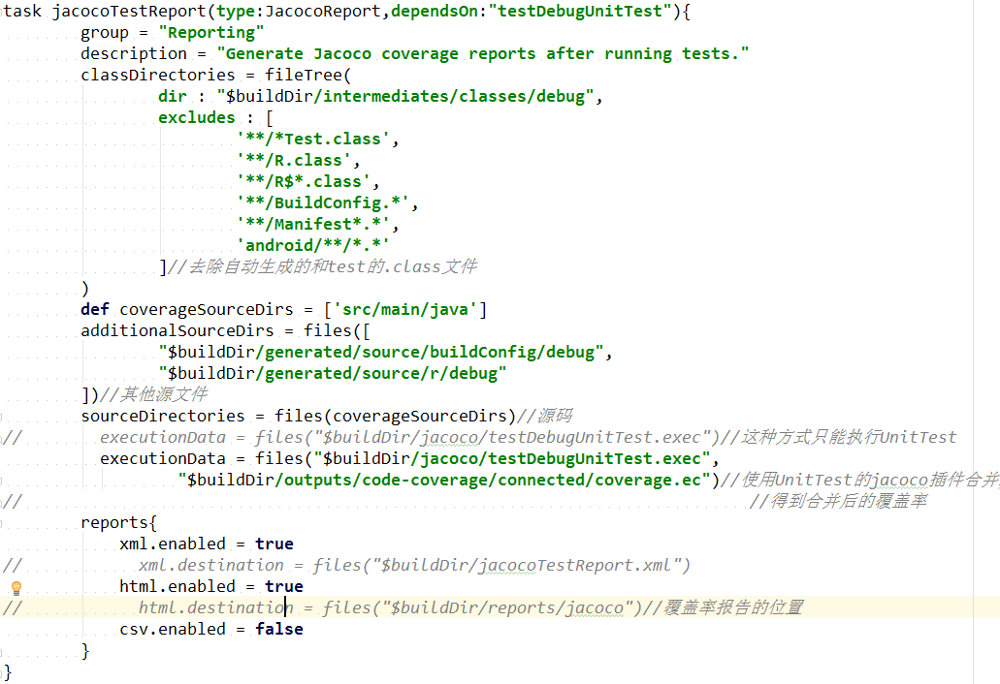 task jacocoTestReport(type:JacocoReport,dependsOn:"testDebugUnitTest"){
group = "Reporting"
description = "Generate Jacoco coverage reports after running tests."
classDirectories = fileTree(
dir : "$buildDir/intermediates/classes/debug",
excludes : [
'**/*Test.class',
'**/R.class',
'**/R$*.class',
'**/BuildConfig.*',
'**/Manifest*.*',
'android/**/*.*'
]//去除自动生成的和test的.class文件
)
def coverageSourceDirs = ['src/main/java']
additionalSourceDirs = files([
"$buildDir/generated/source/buildConfig/debug",
"$buildDir/generated/source/r/debug"
])//其他源文件
sourceDirectories = files(coverageSourceDirs)//源码
// executionData = files("$buildDir/jacoco/testDebugUnitTest.exec")//这种方式只能执行UnitTest
executionData = files("$buildDir/jacoco/testDebugUnitTest.exec",
"$buildDir/outputs/code-coverage/connected/coverage.ec")//使用UnitTest的jacoco插件合并
// //得到合并后的覆盖率
reports{
xml.enabled = true
// xml.destination = files("$buildDir/jacocoTestReport.xml")
html.enabled = true
// html.destination = files("$buildDir/reports/jacoco")//覆盖率报告的位置
csv.enabled = false
}
}